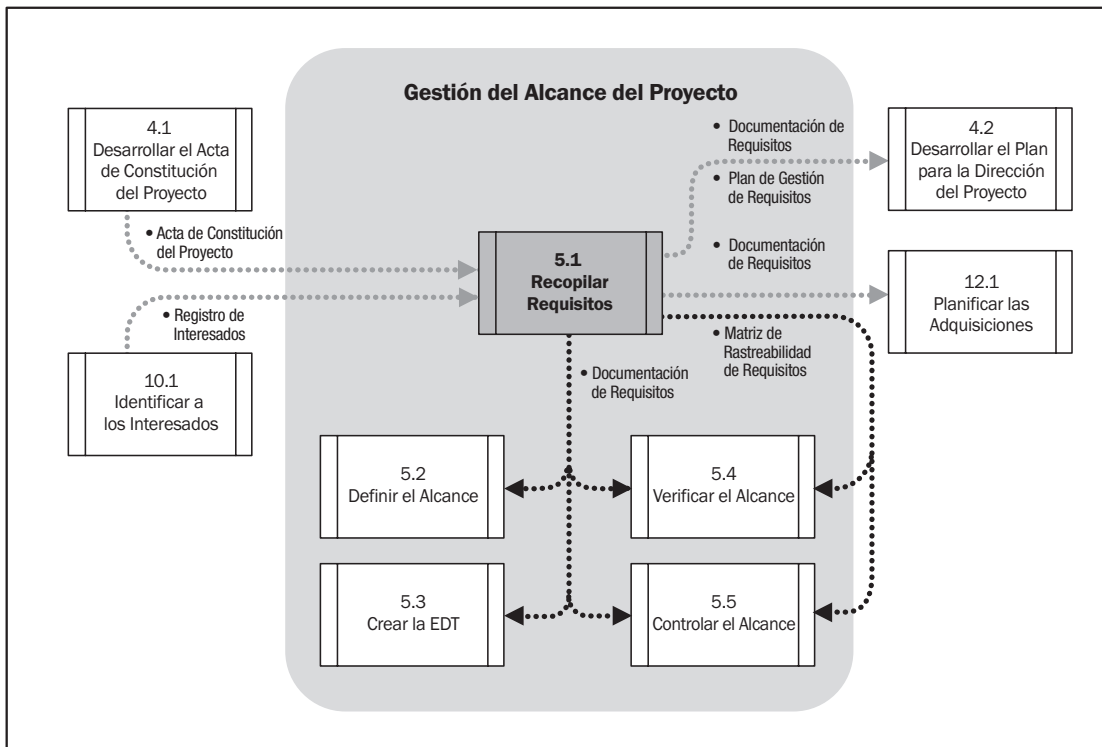 Gestión del Alcance del Proyecto
4.1
Desarrollar el Acta
de Constitución
del Proyecto
• Documentación de
Requisitos
• Plan de Gestión
de Requisitos
4.2
Desarrollar el Plan
para la Dirección
del Proyecto
• Acta de Constitución
del Proyecto
• Documentación
de Requisitos
5.1
Recopilar
Requisitos
12.1
Planificar las
Adquisiciones
• Registro de
Interesados
• Matriz de
Rastreabilidad
de Requisitos
10.1
Identificar a
los Interesados
• Documentación
de Requisitos
5.2
Definir el Alcance
5.4
Verificar el Alcance
5.3
Crear la EDT
5.5
Controlar el Alcance